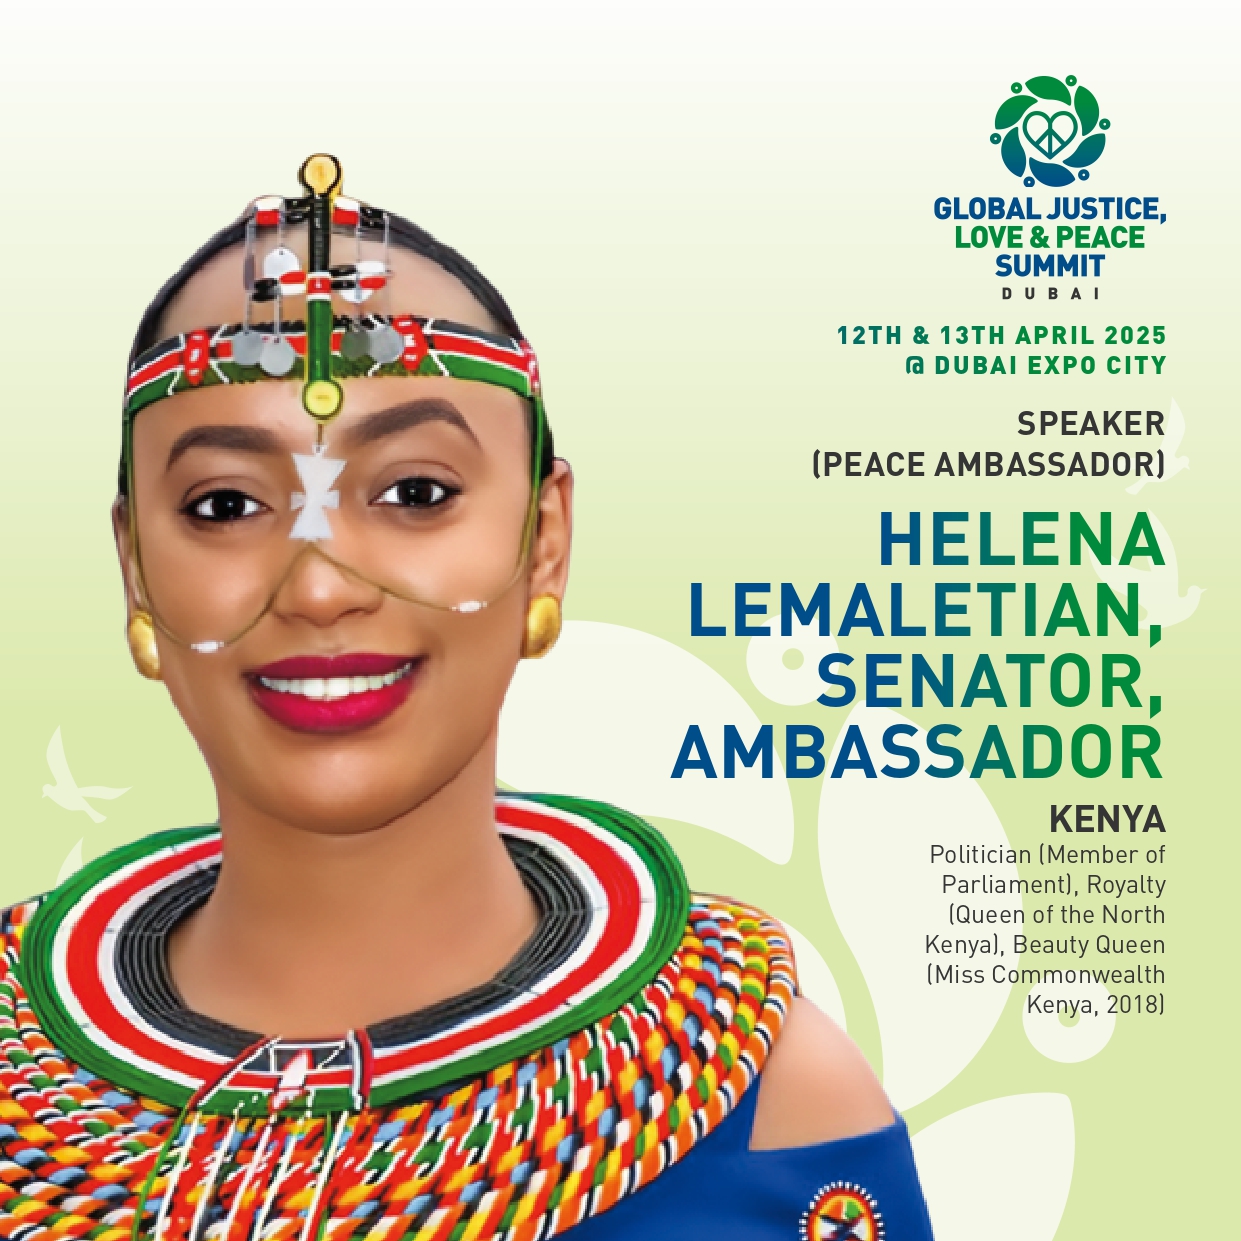 GLOBAL JUSTICE,
LOVE & PEACE
SUMMIT
DUBAI
12TH & 13TH APRIL 2025
@ DUBAI EXPO CITY
SPEAKER
(PEACE AMBASSADOR)
HELENA
LEMALETIAN,
SENATOR,
AMBASSADOR
KENYA
Politician (Member of
Parliament), Royalty
(Queen of the North
Kenya), Beauty Queen
(Miss Commonwealth
Kenya, 2018)